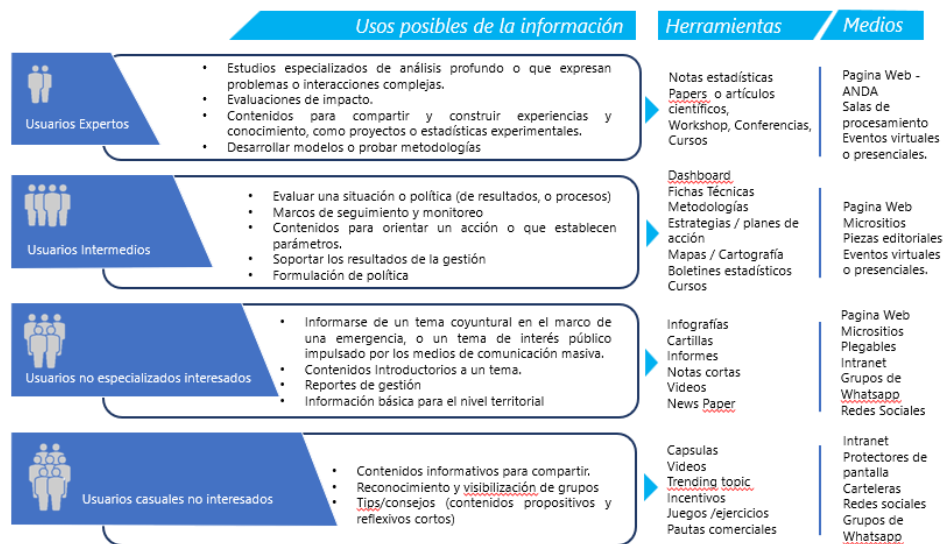 Usos posibles de la información
Herramientas
Medios
Usuarios Expertos
• Estudios especializados de análisis profundo o que expresan
problemas o interacciones complejas.
• Evaluaciones de impacto.
• Contenidos para compartir y construir experiencias y
conocimiento, como proyectos o estadísticas experimentales.
• Desarrollar modelos o probar metodologías
Notas estadísticas
Papers o artículos
científicos,
Workshop, Conferencias,
Cursos
Pagina Web -
ANDA
Salas de
procesamiento
Eventos virtuales
o presenciales.
Usuarios Intermedios
• Evaluar una situación o política (de resultados, o procesos)
• Marcos de seguimiento y monitoreo
• Contenidos para orientar un acción o que establecen
parámetros.
• Soportar los resultados de la gestión
• Formulación de política
Dashboard
Fichas Técnicas
Metodologías
Estrategias / planes de
acción
Mapas / Cartografía
Boletines estadísticos
Cursos
Pagina Web
Micrositios
Piezas editoriales
Eventos virtuales
o presenciales.
Usuarios no especializados interesados
• Informarse de un tema coyuntural en el marco de
una emergencia, o un tema de interés público
impulsado por los medios de comunicación masiva.
• Contenidos Introductorios a un tema.
• Reportes de gestión
• Información básica para el nivel territorial
Infografías
Cartillas
Informes
Notas cortas
Videos
News Paper
Pagina Web
Micrositios
Plegables
Intranet
Grupos de
Whatsapp
Redes Sociales
Usuarios casuales no interesados
• Contenidos informativos para compartir.
• Reconocimiento y visibilización de grupos
• Tips/consejos (contenidos propositivos y
reflexivos cortos)
Capsulas
Videos
Trending topic
Incentivos
Juegos /ejercicios
Pautas comerciales
Intranet
Protectores de
pantalla
Carteleras
Redes sociales
Grupos de
Whatsapp